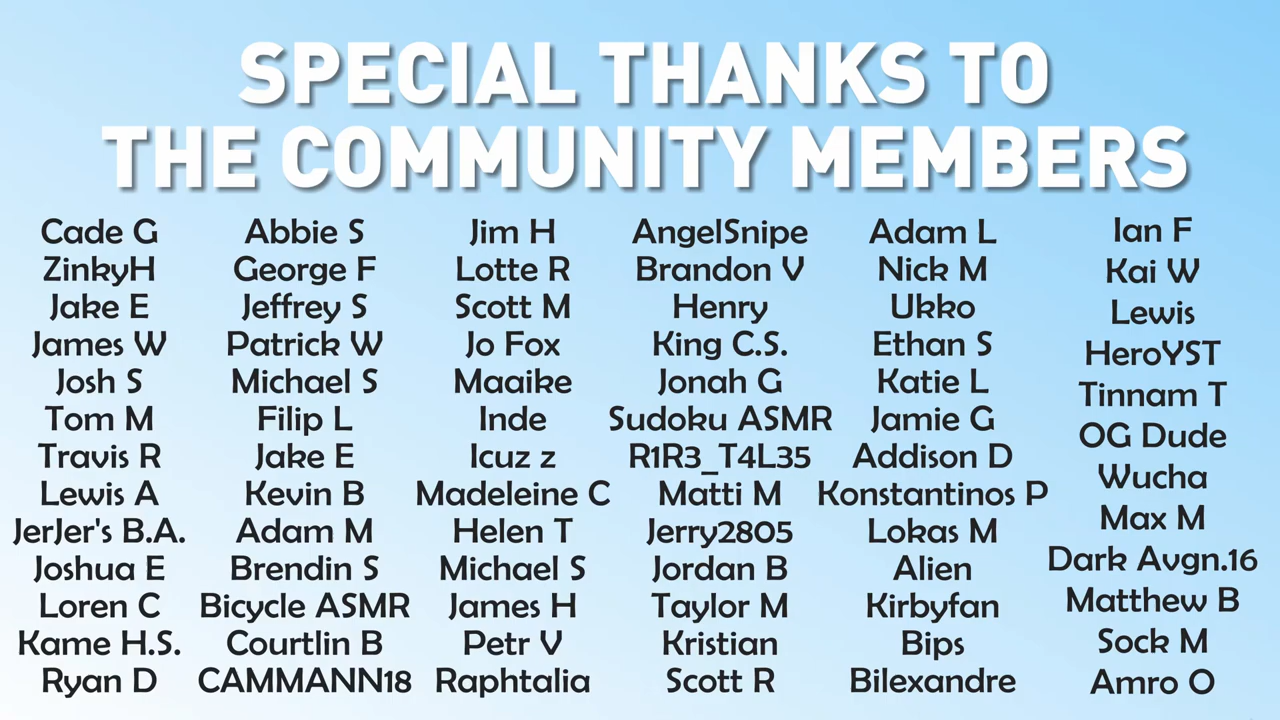 SPECIAL THANKS TO
THE COMMUNITY MEMBERS
Cade G
ZinkyH
Jake E
James W
Josh S
Tom M
Travis R
Lewis A
JerJer's B.A.
Joshua E
Loren C
Kame H.S.
Ryan D
Abbie S
George F
Jeffrey S
Patrick W
Michael S
Filip L
Jake E
Kevin B
Adam M
Brendin S
Bicycle ASMR
Courtlin B
CAMMANN18
Jim H
Lotte R
Scott M
Jo Fox
Maaike
Inde
Icuz z
Madeleine C
Helen T
Michael S
James H
Petr V
Raphtalia
AngelSnipe
Brandon V
Henry
King C.S.
Jonah G
Sudoku ASMR
R1R3_T4L35
Matti M
Jerry2805
Jordan B
Taylor M
Kristian
Scott R
Adam L
Nick M
Ukko
Ethan S
Katie L
Jamie G
Addison D
Konstantinos P
Lokas M
Alien
Kirbyfan
Bips
Bilexandre
Ian F
Kai W
Lewis
HeroYST
Tinnam T
OG Dude
Wucha
Max M
Dark Avgn.16
Matthew B
Sock M
Amro O